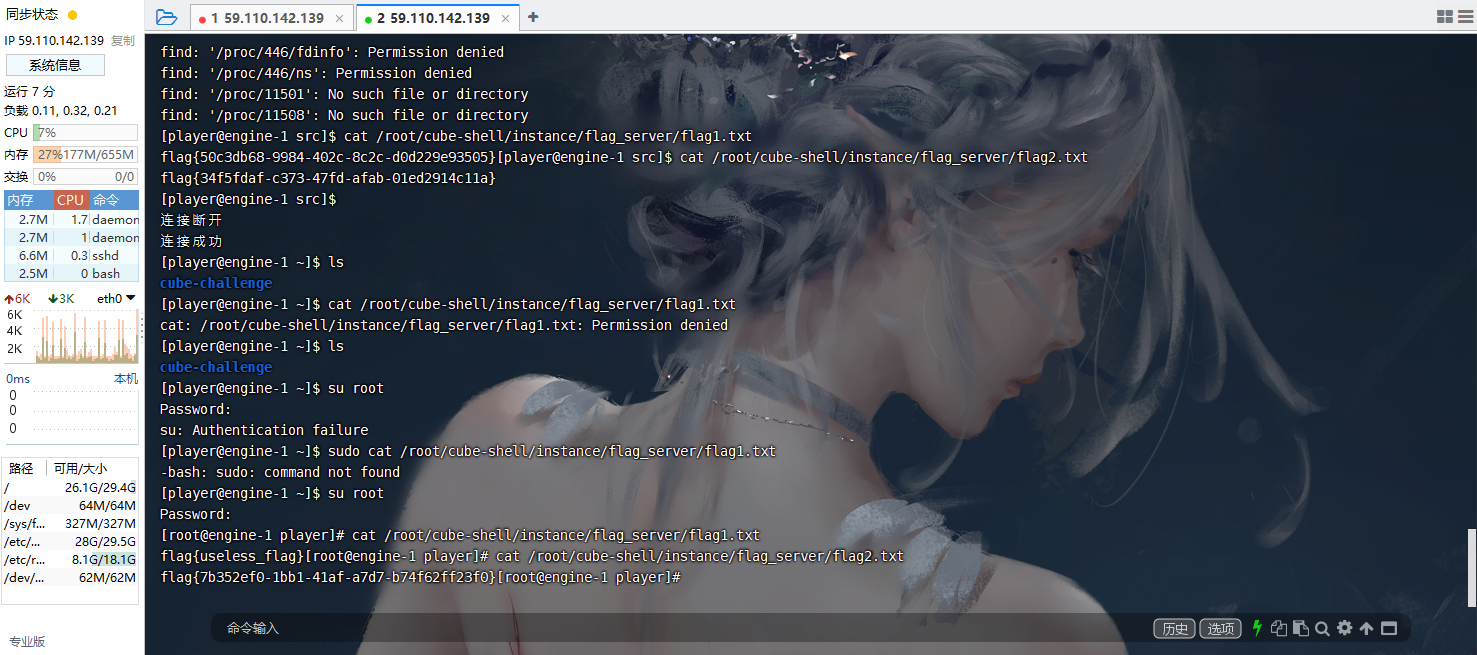 同步状态
IP 59.110.142.139 复制
系统信息
运行 7 分
负载 0.11, 0.32, 0.21
CPU 7%
内存 27% 177M/655M
交换 0% 0/0
内存 CPU 命令
2.7M 1.7 daemon
2.7M 1 daemon
6.6M 0.3 sshd
2.5M 0 bash
6K 3K eth0
6K
4K
2K
0ms 本机
0
0
0
路径 可用/大小
/ 26.1G/29.4G
/dev 64M/64M
/sys/f... 327M/327M
/etc/... 28G/29.5G
/etc/r... 8.1G/18.1G
/dev/... 62M/62M
专业版
1 59.110.142.139 ×
2 59.110.142.139 × +
find: '/proc/446/fdinfo': Permission denied
find: '/proc/446/ns': Permission denied
find: '/proc/11501': No such file or directory
find: '/proc/11508': No such file or directory
[player@engine-1 src]$ cat /root/cube-shell/instance/flag_server/flag1.txt
flag{50c3db68-9984-402c-8c2c-d0d229e93505}[player@engine-1 src]$ cat /root/cube-shell/instance/flag_server/flag2.txt
flag{34f5fdaf-c373-47fd-afab-01ed2914c11a}
[player@engine-1 src]$
连接断开
连接成功
[player@engine-1 ~]$ ls
cube-challenge
[player@engine-1 ~]$ cat /root/cube-shell/instance/flag_server/flag1.txt
cat: /root/cube-shell/instance/flag_server/flag1.txt: Permission denied
[player@engine-1 ~]$ ls
cube-challenge
[player@engine-1 ~]$ su root
Password:
su: Authentication failure
[player@engine-1 ~]$ sudo cat /root/cube-shell/instance/flag_server/flag1.txt
-bash: sudo: command not found
[player@engine-1 ~]$ su root
Password:
[root@engine-1 player]# cat /root/cube-shell/instance/flag_server/flag1.txt
flag{useless_flag}[root@engine-1 player]# cat /root/cube-shell/instance/flag_server/flag2.txt
flag{7b352ef0-1bb1-41af-a7d7-b74f62ff23f0}[root@engine-1 player]#
命令输入
历史 选项